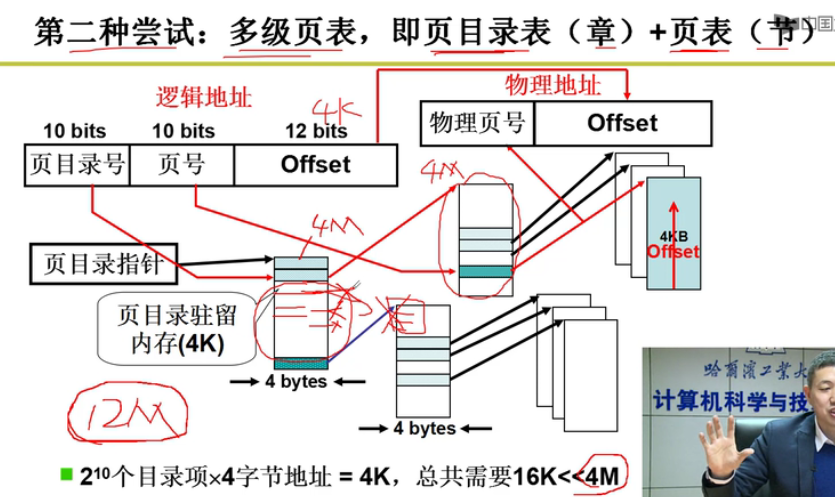 中国
第二种尝试：多级页表，即页目录表（章）+页表（节）
逻辑地址
物理地址
4K
10 bits 10 bits 12 bits
页目录号 页号 Offset
物理页号 Offset
4M
4M
4KB
Offset
页目录指针
页目录驻留
内存(4K)
4 bytes
4 bytes
12M
哈尔滨工业大
计算机科学与技
2¹⁰个目录项×4字节地址 = 4K，总共需要16K<<4M